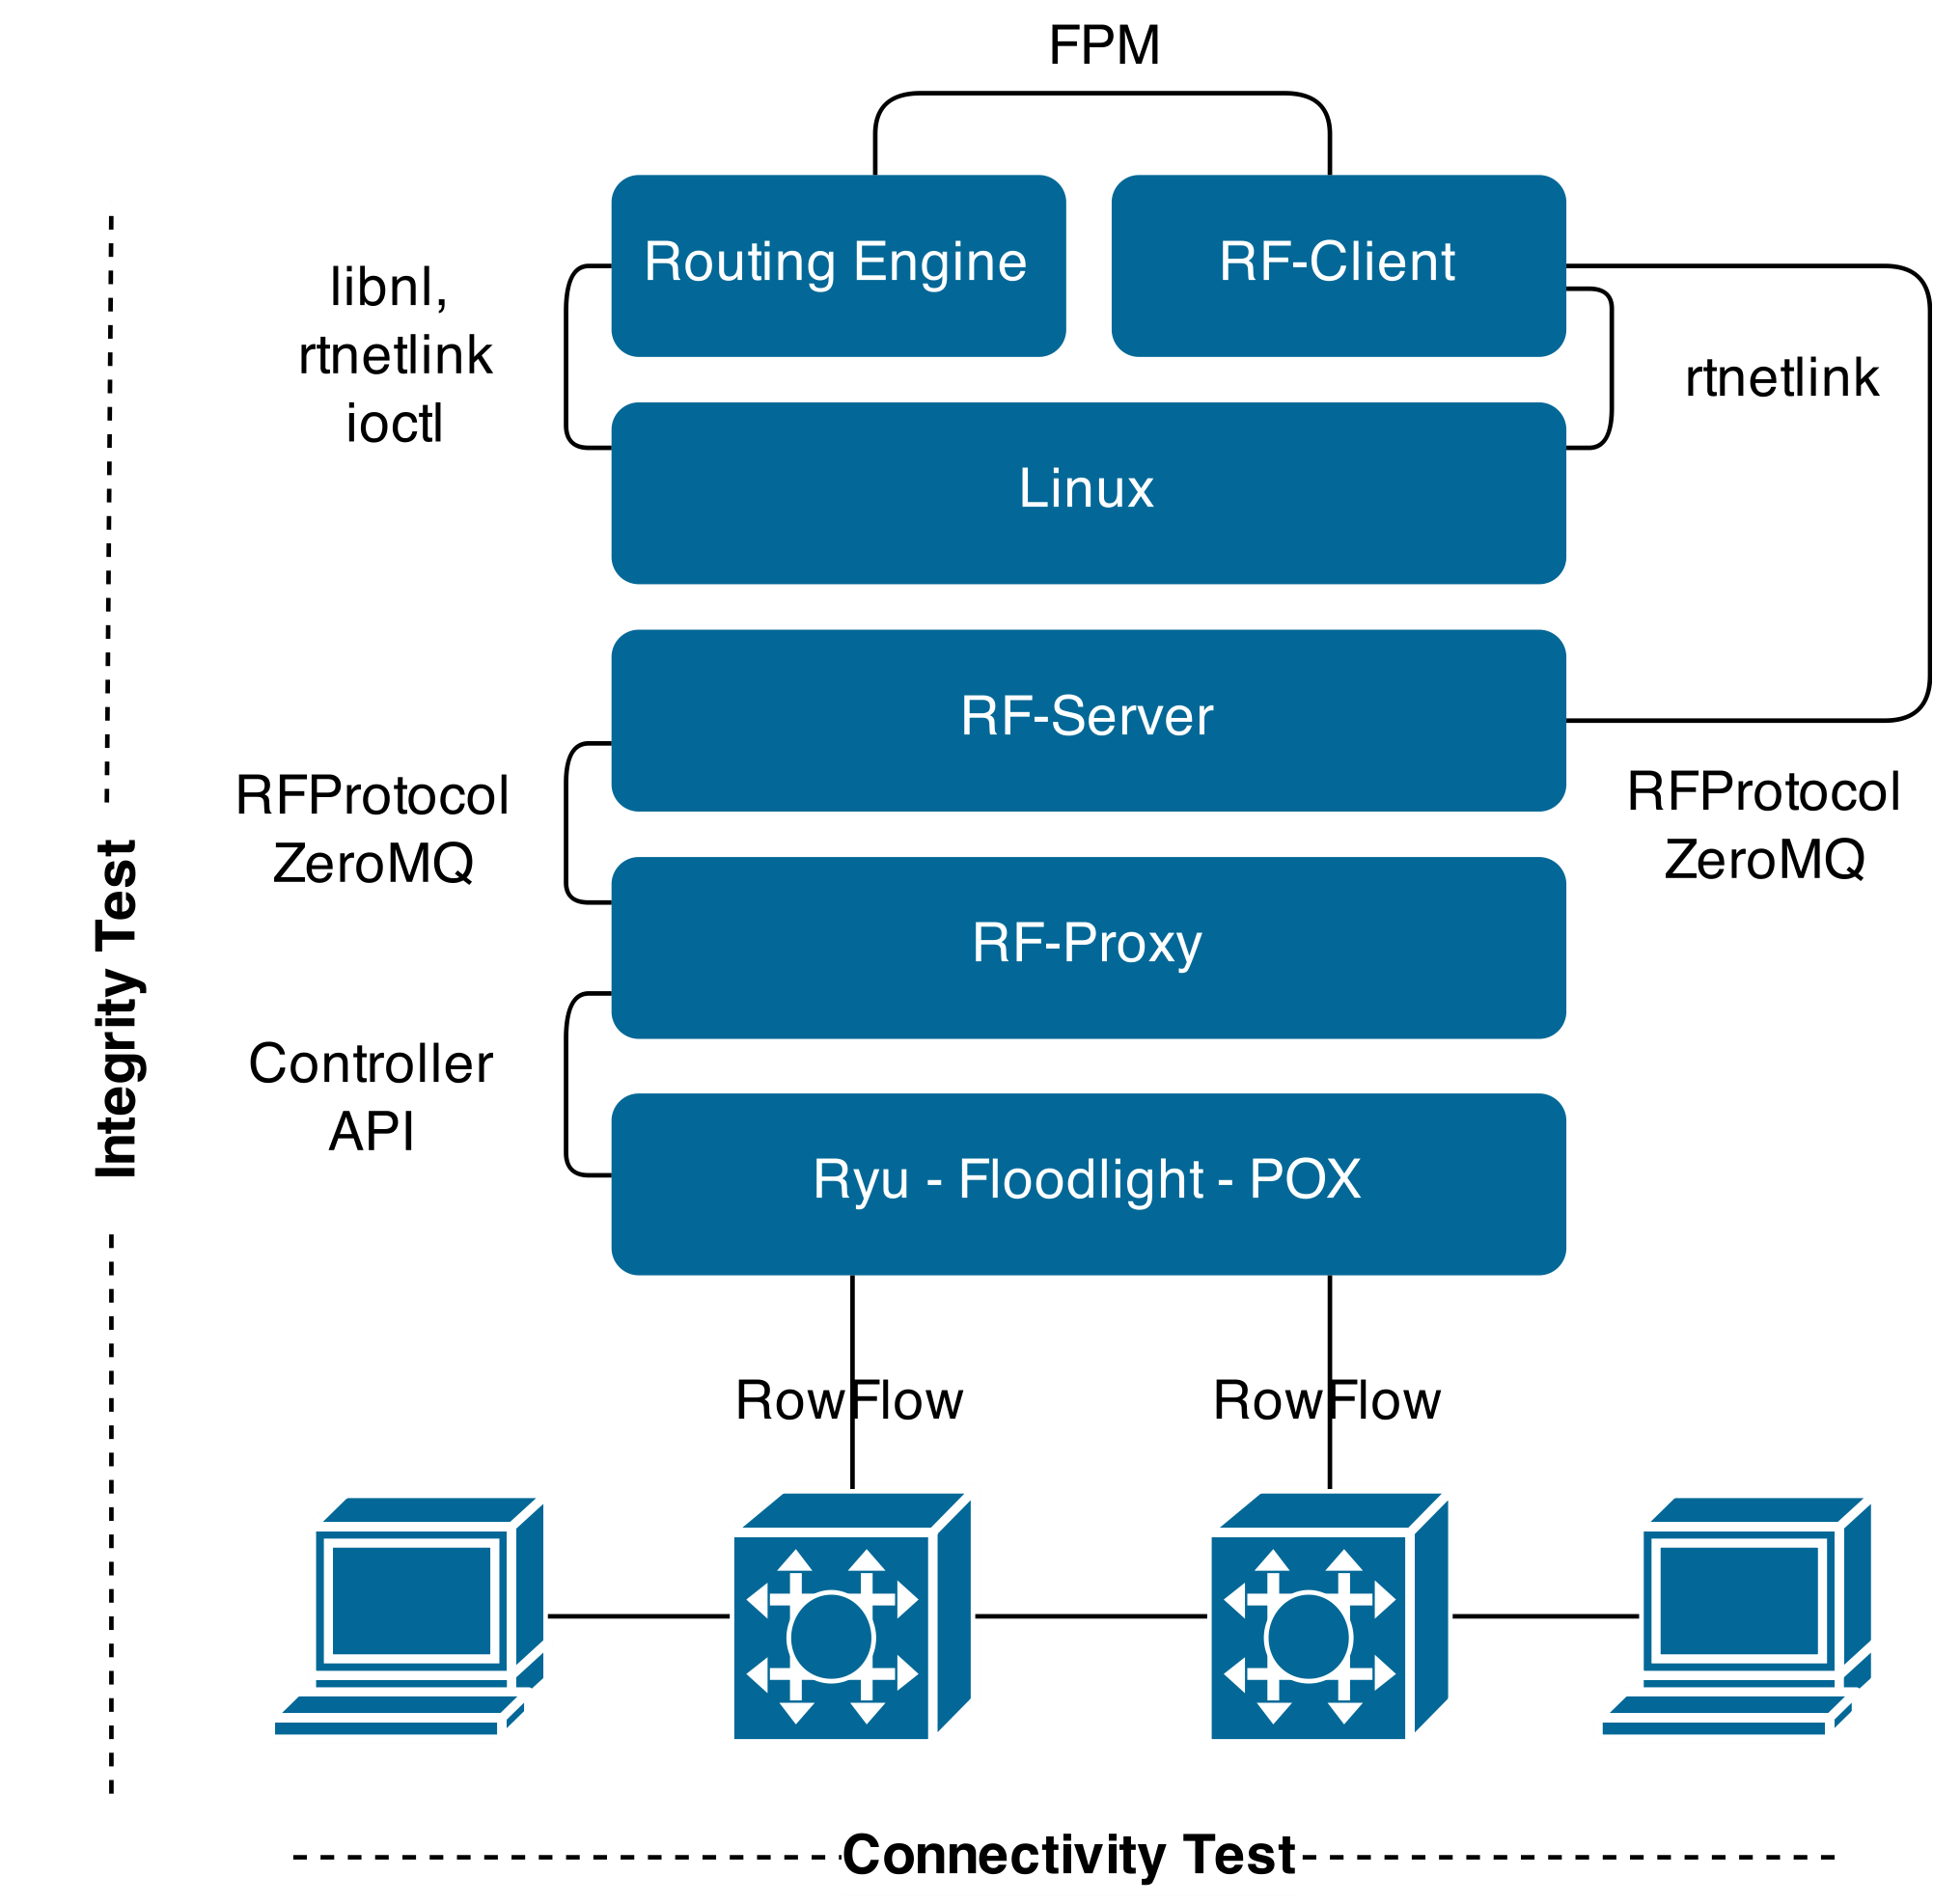 FPM
Routing Engine
RF-Client
libnl,
rtnetlink
ioctl
rtnetlink
Linux
RF-Server
RFProtocol
ZeroMQ
RFProtocol
ZeroMQ
RF-Proxy
Controller
API
Ryu - Floodlight - POX
Integrity Test
RowFlow
RowFlow
Connectivity Test